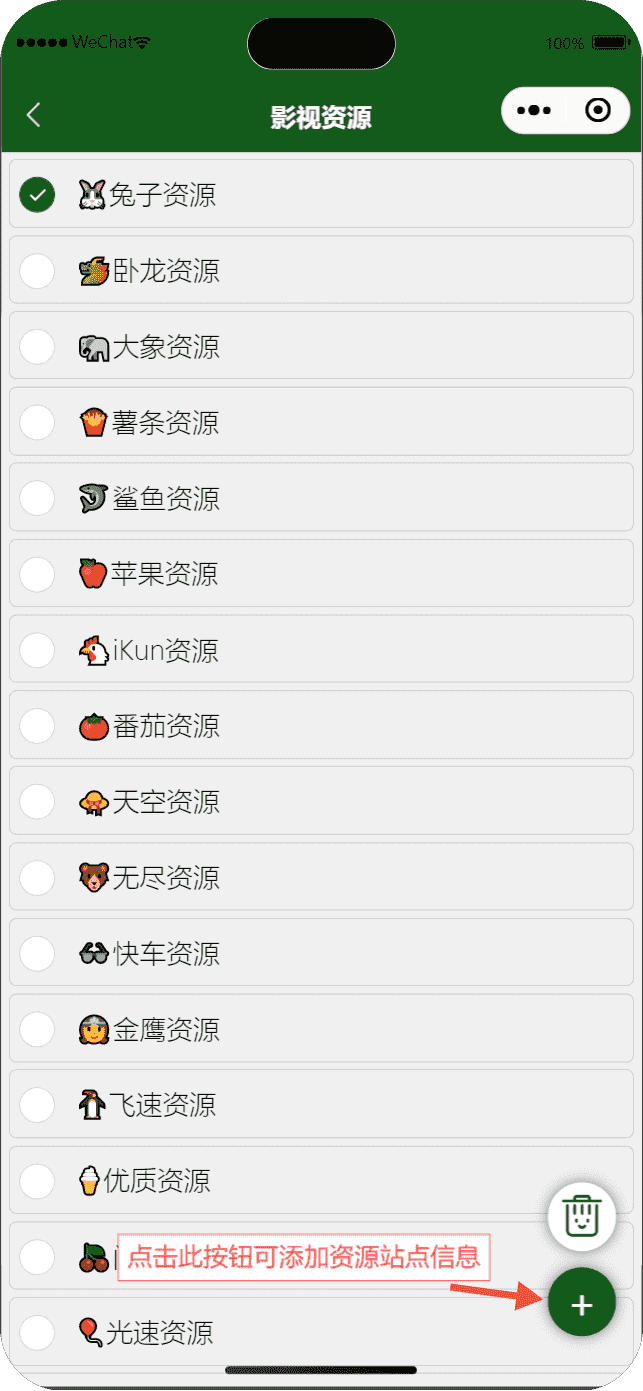 WeChat
100%
影视资源
兔子资源
卧龙资源
大象资源
薯条资源
鲨鱼资源
苹果资源
iKun资源
番茄资源
天空资源
无尽资源
快车资源
金鹰资源
飞速资源
优质资源
点击此按钮可添加资源站点信息
光速资源